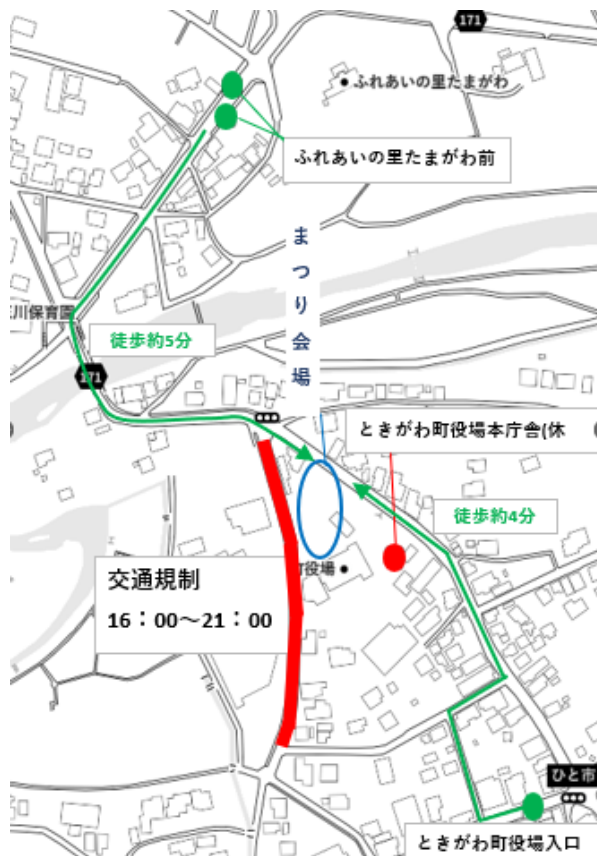 171
ふれあいの里たまがわ
ふれあいの里たまがわ前
まつり会場
川保育園
徒歩約5分
171
ときがわ町役場本庁舎(休
徒歩約4分
町役場
交通規制
16：00～21：00
ひと市
ときがわ町役場入口